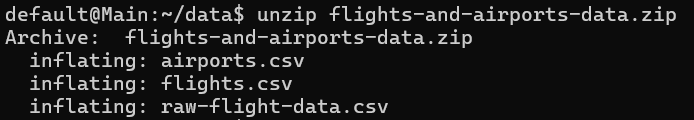 default@Main:~/data$ unzip flights-and-airports-data.zip
Archive:  flights-and-airports-data.zip
  inflating: airports.csv
  inflating: flights.csv
  inflating: raw-flight-data.csv